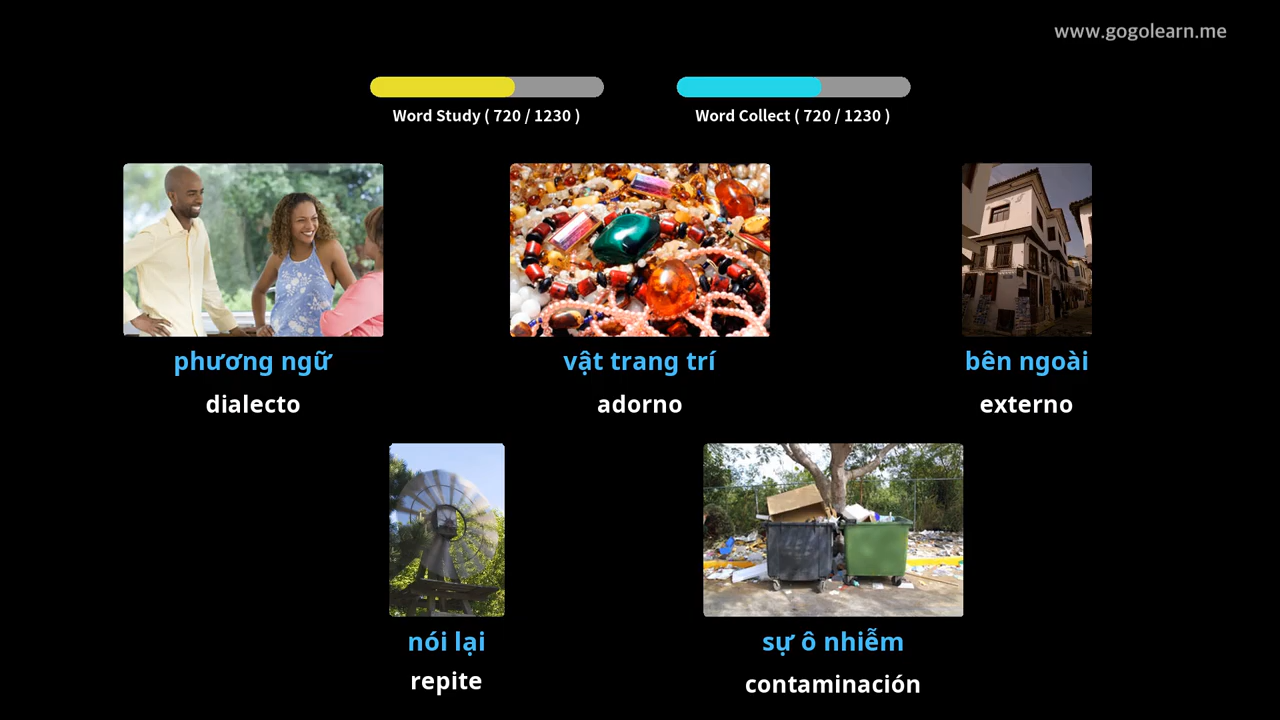 www.gogolearn.me
Word Study ( 720 / 1230 )
Word Collect ( 720 / 1230 )
phương ngữ
dialecto
vật trang trí
adorno
bên ngoài
externo
nói lại
repite
sự ô nhiễm
contaminación